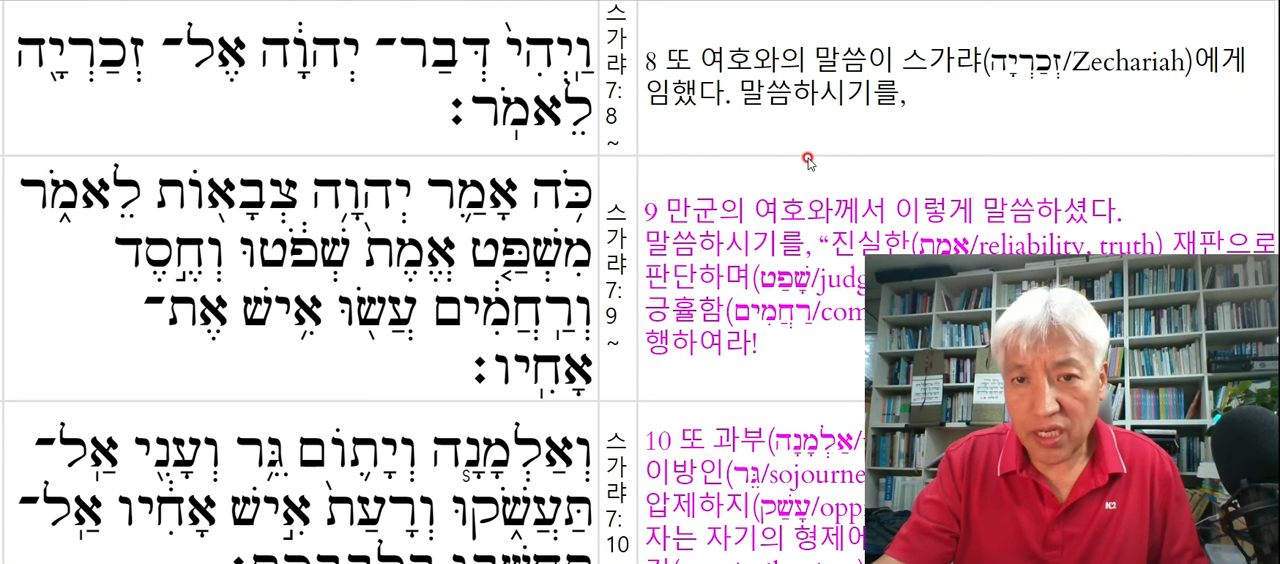 וַֽיְהִי֙ דְּבַר־ יְהוָ֔ה אֶל־ זְכַרְיָ֖ה
לֵאמֹֽר׃
스가랴 7:8 ~
8 또 여호와의 말씀이 스가랴(זְכַרְיָה/Zechariah)에게
임했다. 말씀하시기를,
כֹּ֥ה אָמַ֛ר יְהוָ֥ה צְבָא֖וֹת לֵאמֹ֑ר
מִשְׁפַּ֤ט אֱמֶת֙ שְׁפֹ֔טוּ וְחֶ֣סֶד
וְרַֽחֲמִ֔ים עֲשׂ֖וּ אִ֥ישׁ אֶת־
אָחִֽיו׃
스가랴 7:9 ~
9 만군의 여호와께서 이렇게 말씀하셨다.
말씀하시기를, “진실한(אֱמֶת/reliability, truth) 재판으로
판단하며(שָׁפַט/judg
긍휼함(רַחֲמִים/com
행하여라!
וְאַלְמָנָ֧ה וְיָת֛וֹם גֵּ֥ר וְעָנִ֖י אַֽל־
תַּעֲשֹׁ֑קוּ וְרָעַת֙ אִ֣ישׁ אָחִ֔יו אַֽל־
스가랴 7:10
10 또 과부(אַלְמָנָה/
이방인(גֵּר/sojourne
압제하지(עָשַׁק/opp
자는 자기의 형제에
K2